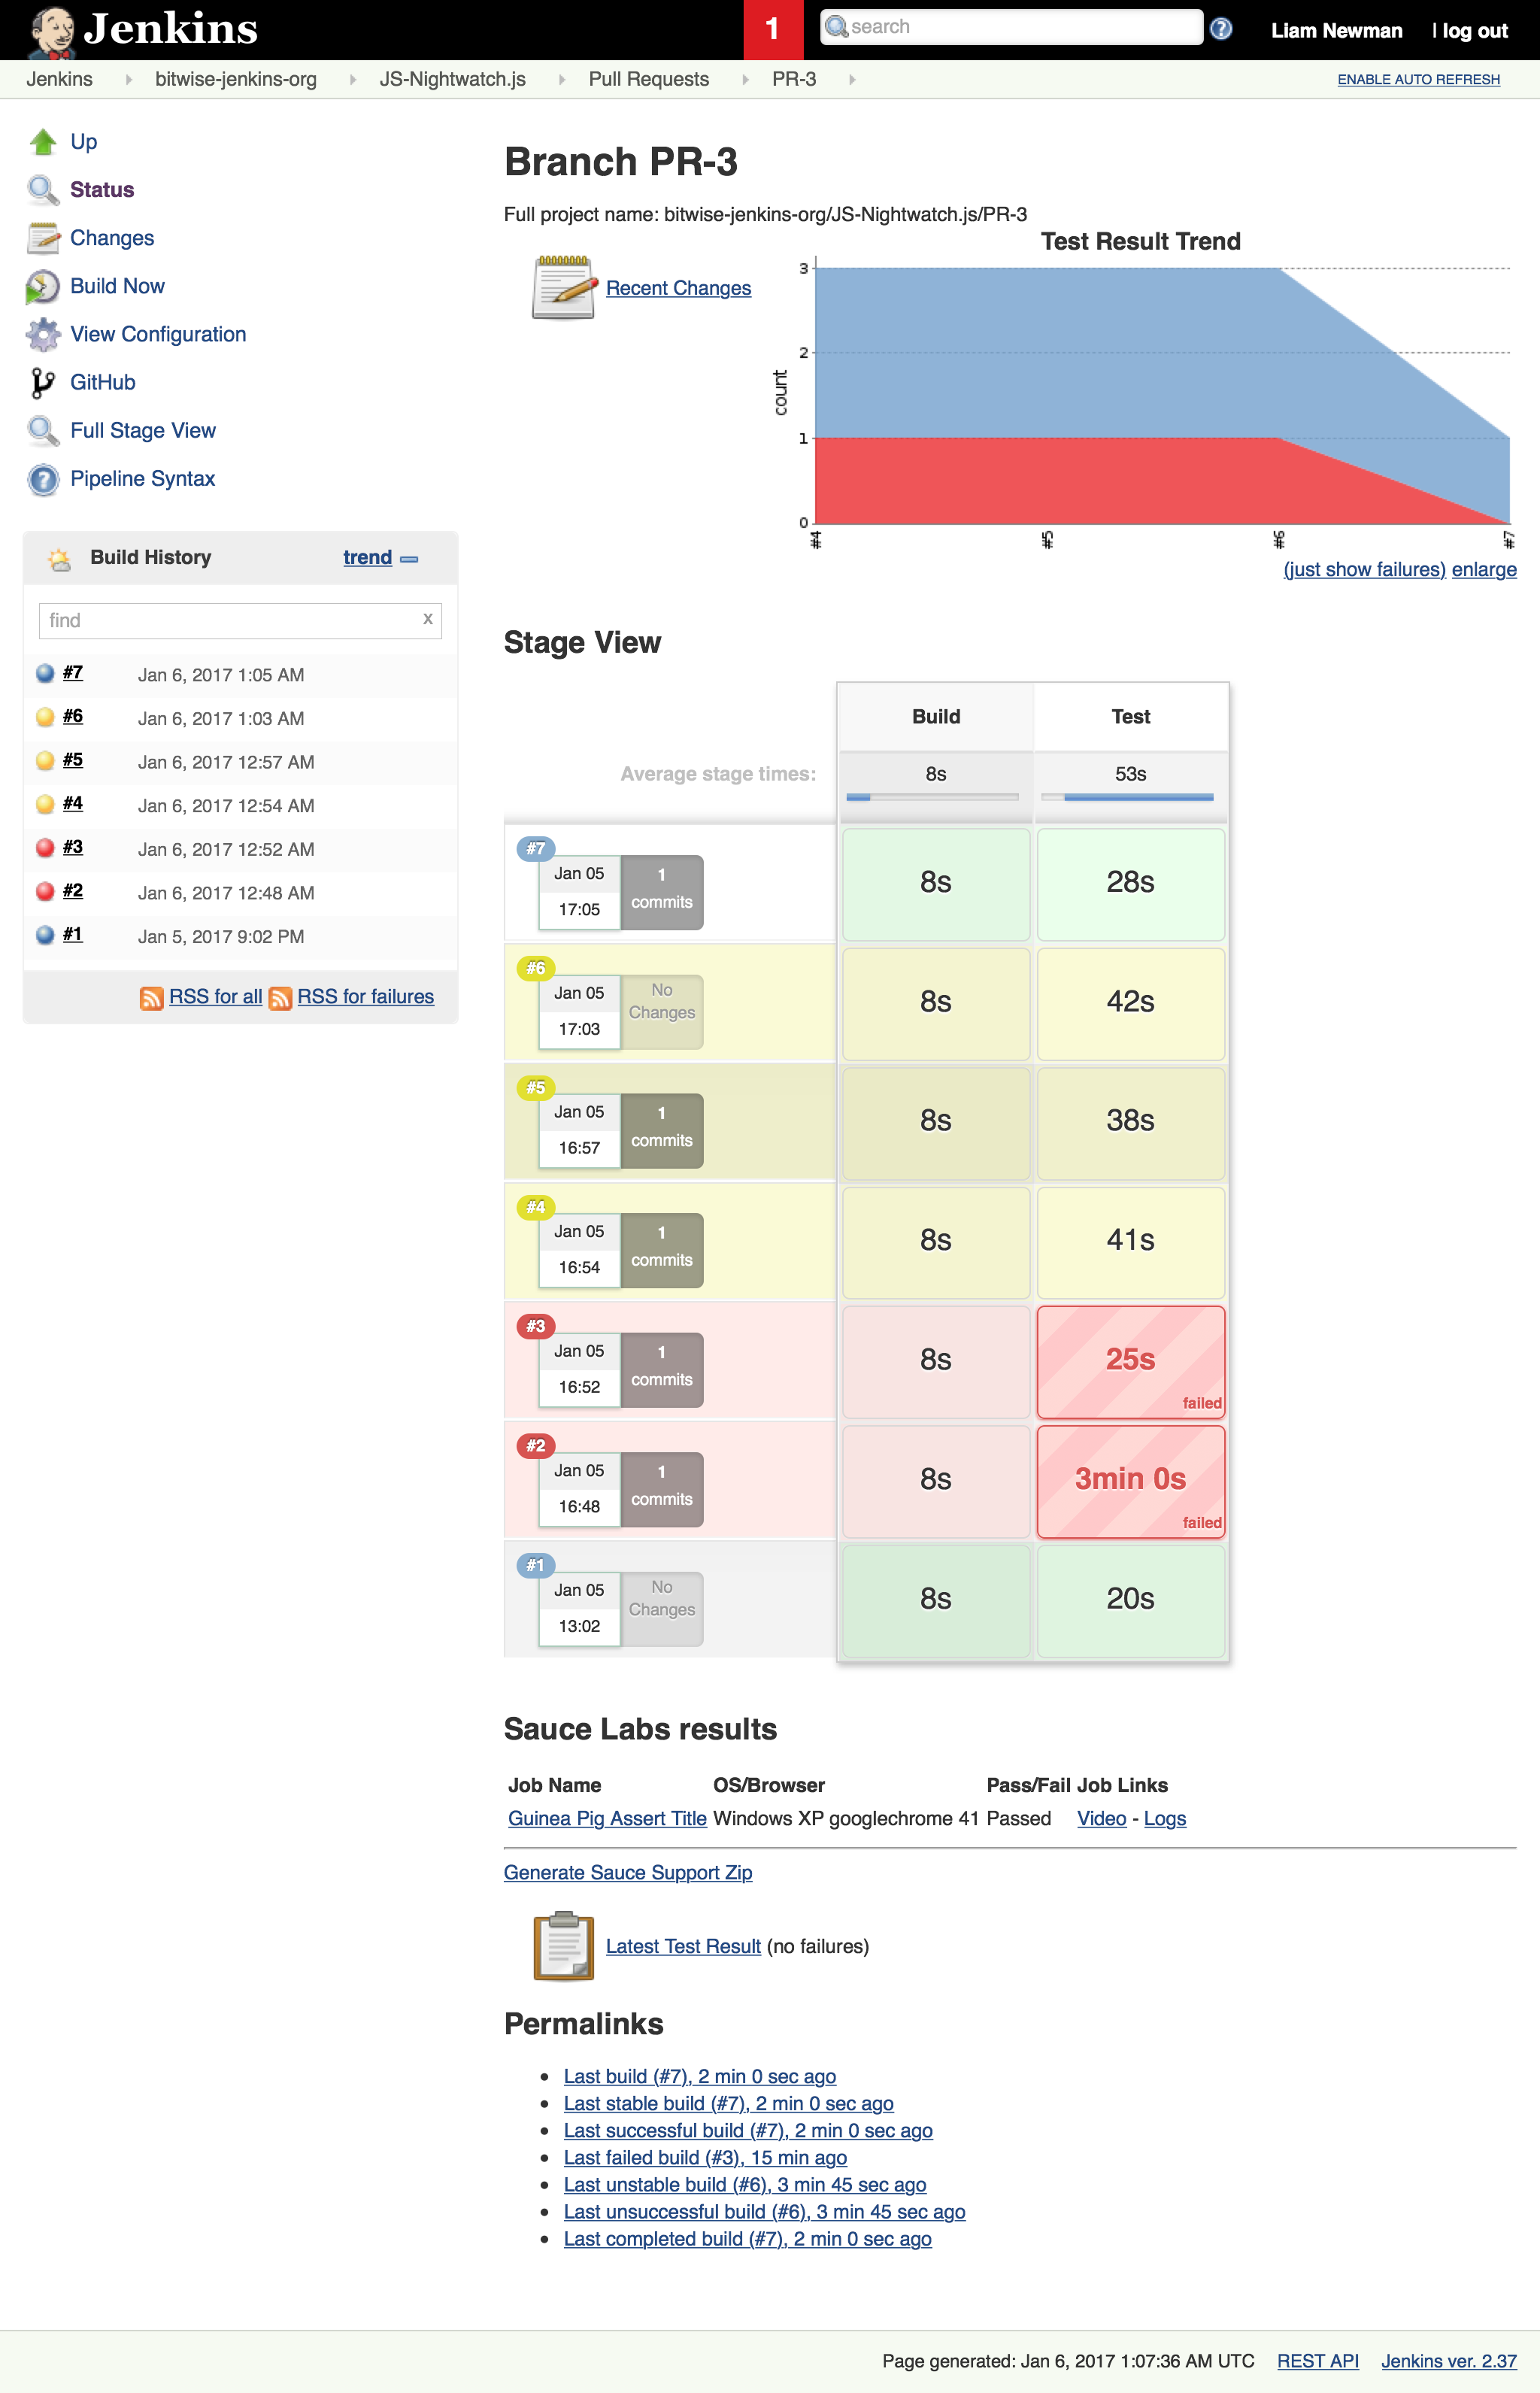 Jenkins
1
search
?
Liam Newman
| log out
Jenkins
bitwise-jenkins-org
JS-Nightwatch.js
Pull Requests
PR-3
ENABLE AUTO REFRESH
Up
Status
Changes
Build Now
View Configuration
GitHub
Full Stage View
Pipeline Syntax
Build History
trend
find
x
#7 Jan 6, 2017 1:05 AM
#6 Jan 6, 2017 1:03 AM
#5 Jan 6, 2017 12:57 AM
#4 Jan 6, 2017 12:54 AM
#3 Jan 6, 2017 12:52 AM
#2 Jan 6, 2017 12:48 AM
#1 Jan 5, 2017 9:02 PM
RSS for all RSS for failures
Branch PR-3
Full project name: bitwise-jenkins-org/JS-Nightwatch.js/PR-3
Recent Changes
Test Result Trend
count
3
2
1
0
#4
#5
#6
#7
(just show failures) enlarge
Stage View
Build Test
Average stage times: 8s 53s
#7
Jan 05
17:05
1
commits
8s 28s
#6
Jan 05
17:03
No
Changes
8s 42s
#5
Jan 05
16:57
1
commits
8s 38s
#4
Jan 05
16:54
1
commits
8s 41s
#3
Jan 05
16:52
1
commits
8s 25s
failed
#2
Jan 05
16:48
1
commits
8s 3min 0s
failed
#1
Jan 05
13:02
No
Changes
8s 20s
Sauce Labs results
Job Name OS/Browser Pass/Fail Job Links
Guinea Pig Assert Title Windows XP googlechrome 41 Passed Video - Logs
Generate Sauce Support Zip
Latest Test Result (no failures)
Permalinks
• Last build (#7), 2 min 0 sec ago
• Last stable build (#7), 2 min 0 sec ago
• Last successful build (#7), 2 min 0 sec ago
• Last failed build (#3), 15 min ago
• Last unstable build (#6), 3 min 45 sec ago
• Last unsuccessful build (#6), 3 min 45 sec ago
• Last completed build (#7), 2 min 0 sec ago
Page generated: Jan 6, 2017 1:07:36 AM UTC REST API Jenkins ver. 2.37